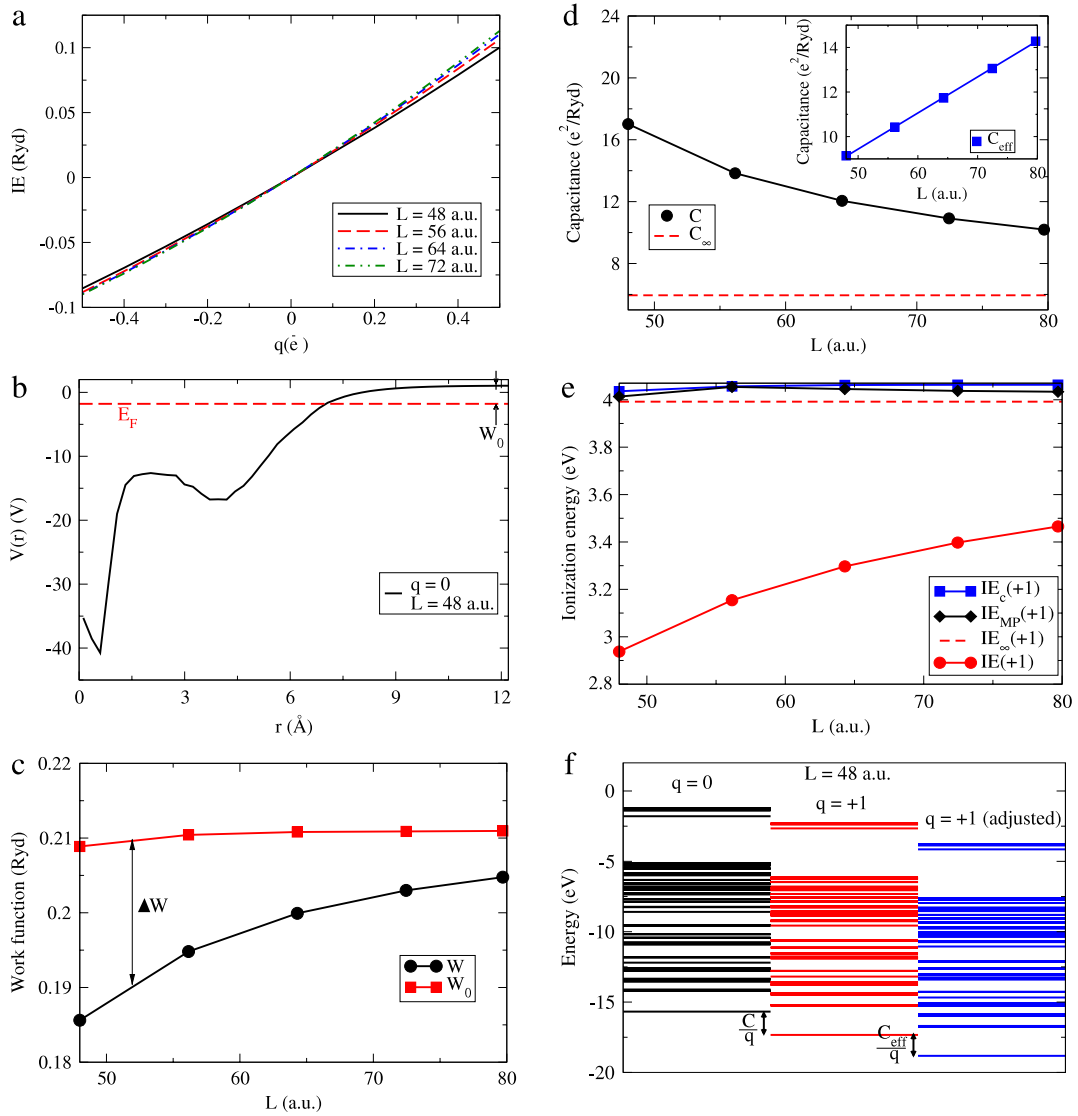 a
0.1
0.05
0
-0.05
-0.1
IE (Ryd)
-0.4
-0.2
0
0.2
0.4
q(e̅)
L = 48 a.u.
L = 56 a.u.
L = 64 a.u.
L = 72 a.u.
b
0
-10
-20
-30
-40
V(r) (V)
0
3
6
9
12
r (Å)
E_F
W_0
q = 0
L = 48 a.u.
c
0.22
0.21
0.2
0.19
0.18
Work function (Ryd)
50
60
70
80
L (a.u.)
▲W
W
W_0
d
24
20
16
12
8
Capacitance (e²/Ryd)
50
60
70
80
L (a.u.)
C
C_∞
14
12
10
Capacitance (e²/Ryd)
50
60
70
80
L (a.u.)
C_eff
e
4
3.8
3.6
3.4
3.2
3
2.8
Ionization energy (eV)
50
60
70
80
L (a.u.)
IE_c(+1)
IE_MP(+1)
IE_∞(+1)
IE(+1)
f
0
-5
-10
-15
-20
Energy (eV)
L = 48 a.u.
q = 0
q = +1
q = +1 (adjusted)
C
q
C_eff
q